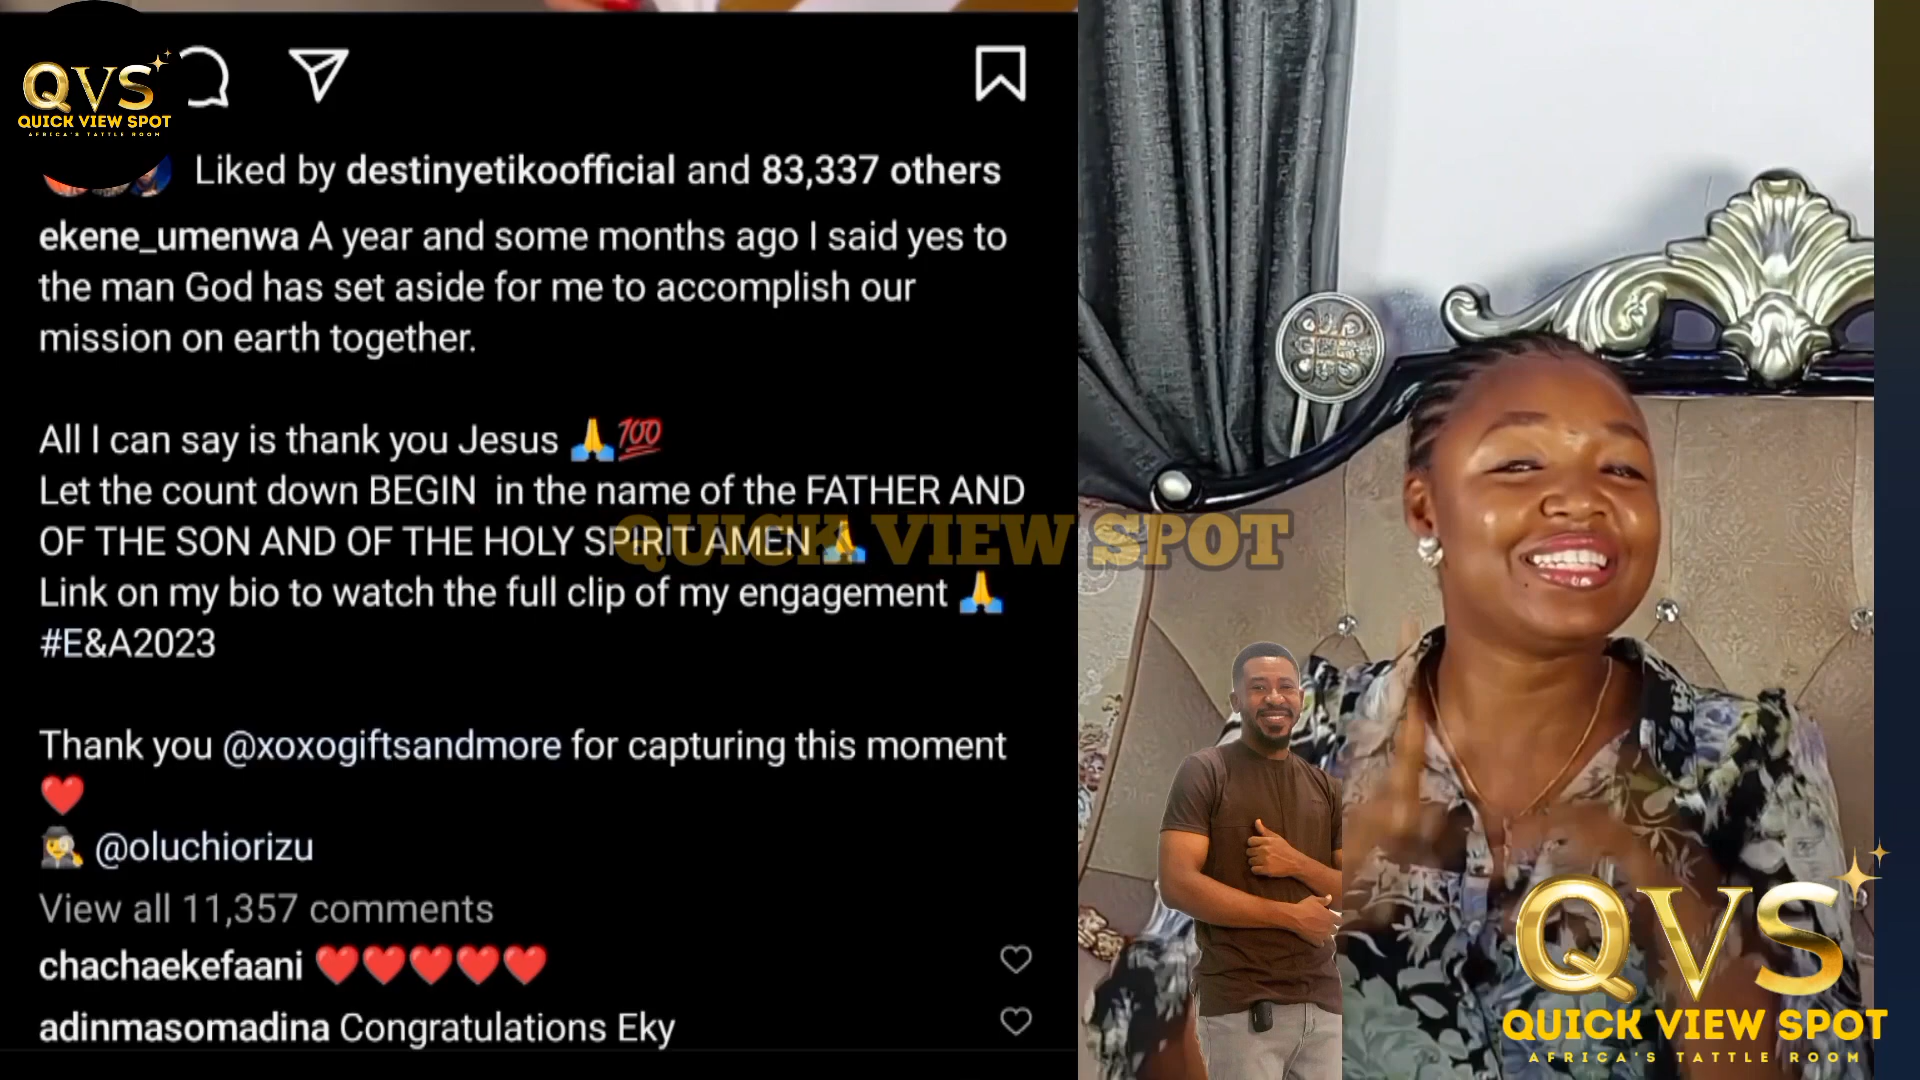 QVS
QUICK VIEW SPOT
AFRICA'S TATTLE ROOM
Liked by destinyetikoofficial and 83,337 others
ekene_umenwa A year and some months ago I said yes to
the man God has set aside for me to accomplish our
mission on earth together.
All I can say is thank you Jesus 🙏💯
Let the count down BEGIN in the name of the FATHER AND
OF THE SON AND OF THE HOLY SPIRIT AMEN 🙏
QUICK VIEW SPOT
Link on my bio to watch the full clip of my engagement 🙏
#E&A2023
Thank you @xoxogiftsandmore for capturing this moment
❤️
🕵️ @oluchiorizu
View all 11,357 comments
chachaekefaani ❤️❤️❤️❤️❤️
adinmasomadina Congratulations Eky
QVS
QUICK VIEW SPOT
AFRICA'S TATTLE ROOM